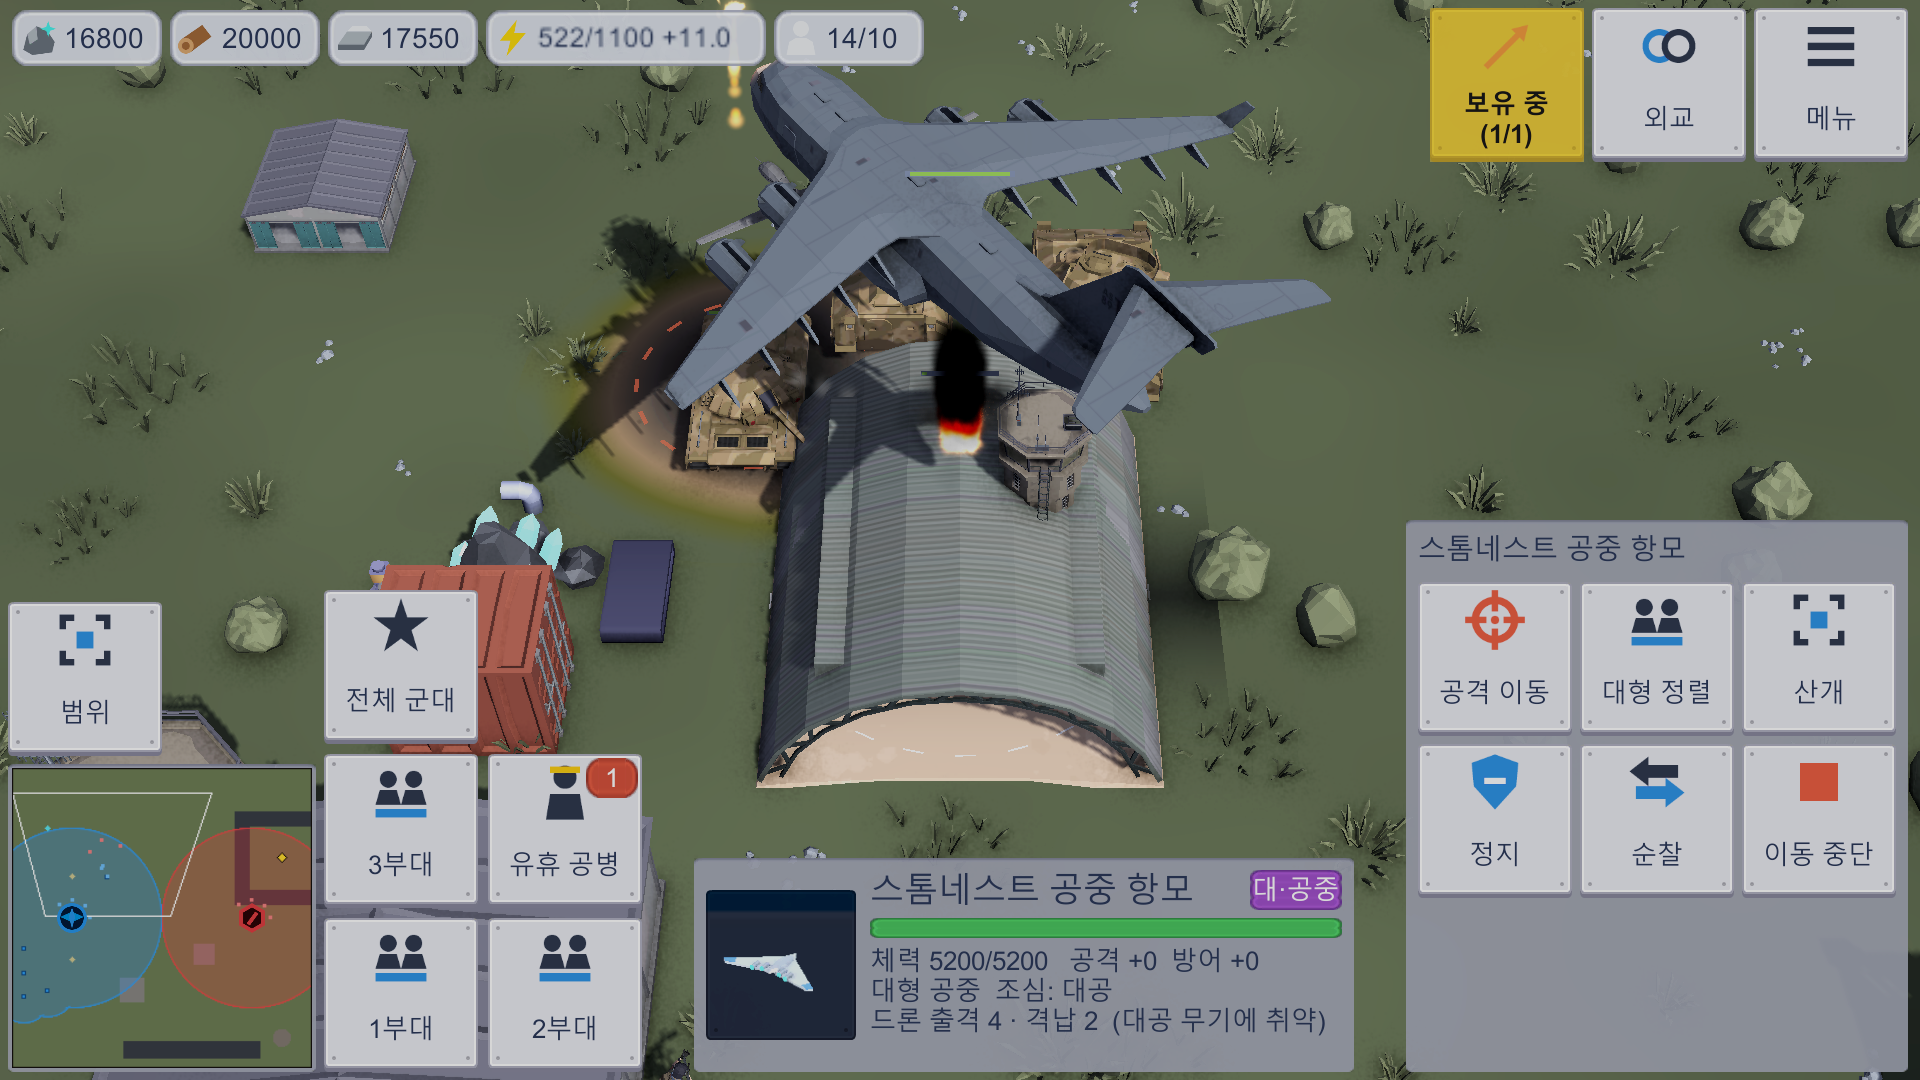 16800
20000
17550
522/1100 +11.0
14/10
보유 중
(1/1)
외교
메뉴
범위
전체 군대
3부대
유휴 공병
1
1부대
2부대
스톰네스트 공중 항모
대·공중
체력 5200/5200 공격 +0 방어 +0
대형 공중 조심: 대공
드론 출격 4 · 격납 2 (대공 무기에 취약)
스톰네스트 공중 항모
공격 이동
대형 정렬
산개
정지
순찰
이동 중단